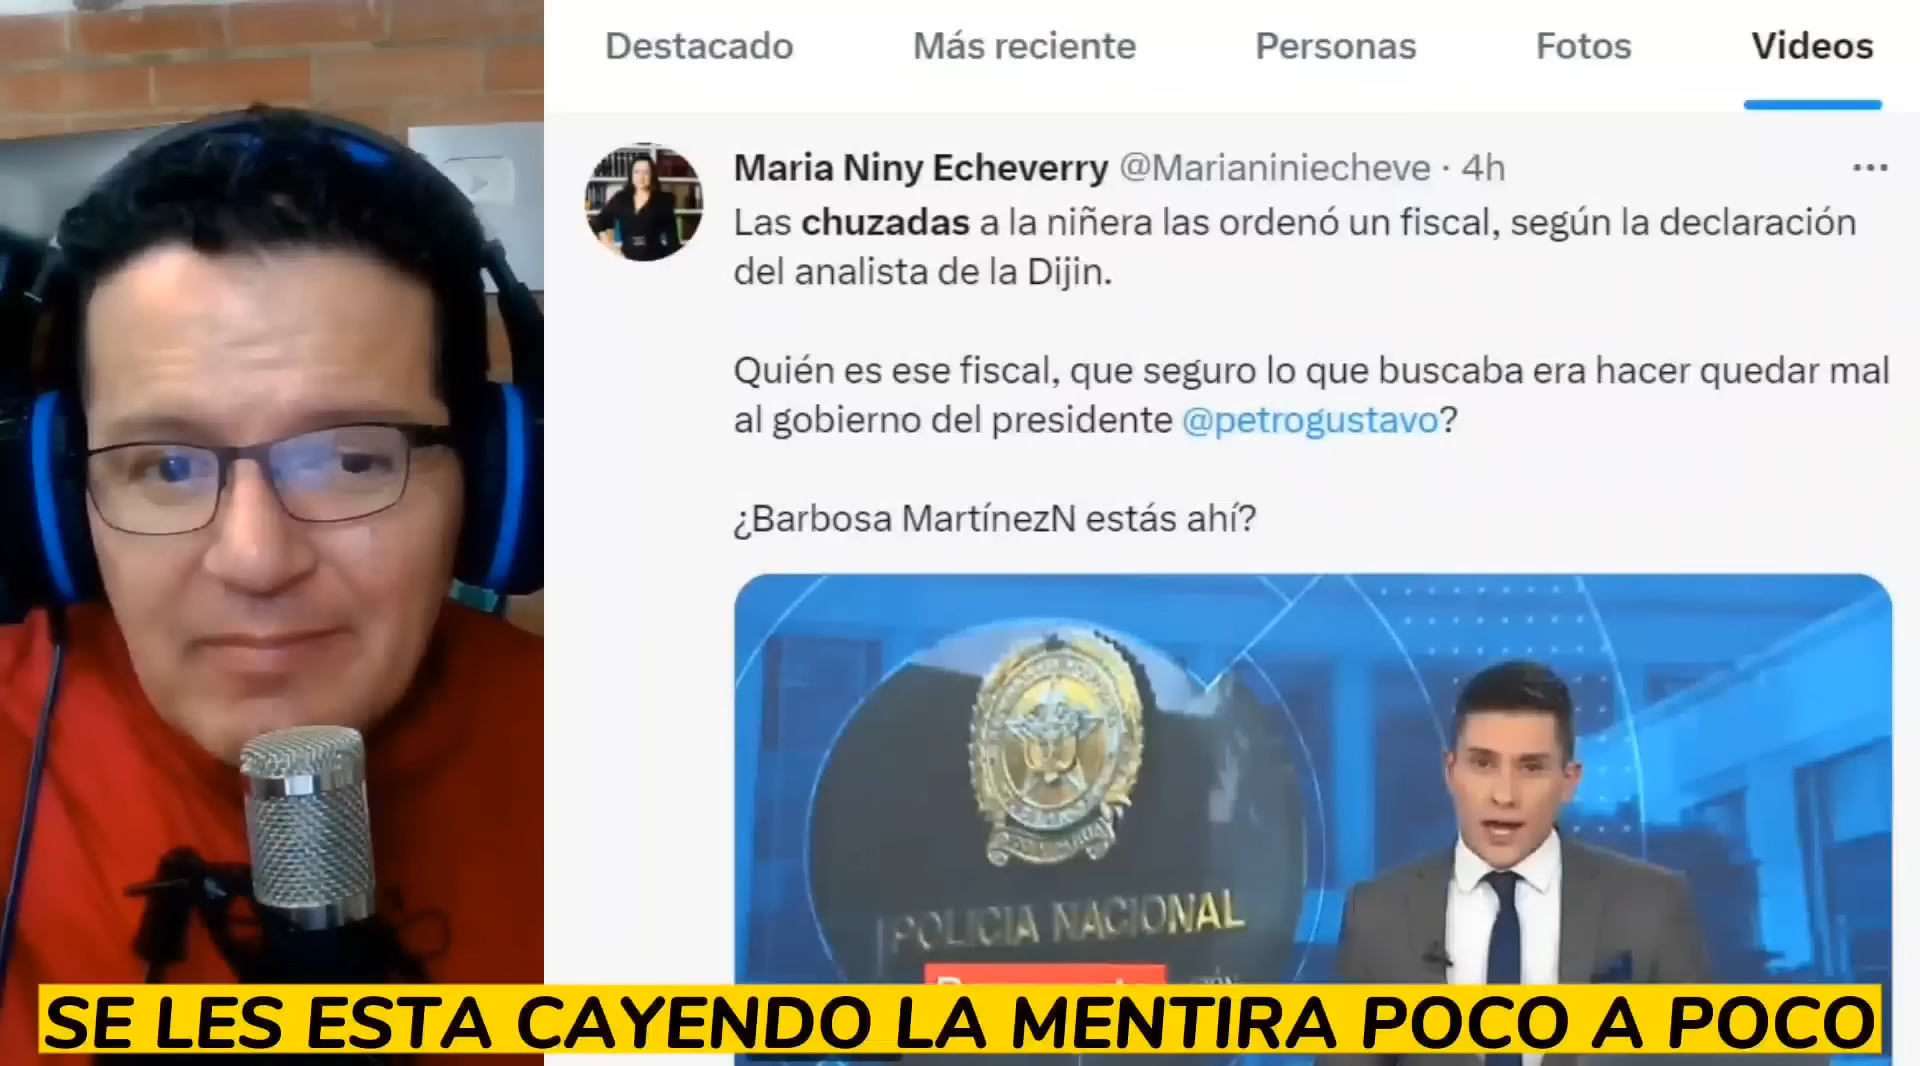 Destacado Más reciente Personas Fotos Videos
Maria Niny Echeverry @Marianiniecheve · 4h
Las chuzadas a la niñera las ordenó un fiscal, según la declaración
del analista de la Dijin.
Quién es ese fiscal, que seguro lo que buscaba era hacer quedar mal
al gobierno del presidente @petrogustavo?
¿Barbosa MartínezN estás ahí?
POLICIA NACIONAL
SE LES ESTA CAYENDO LA MENTIRA POCO A POCO